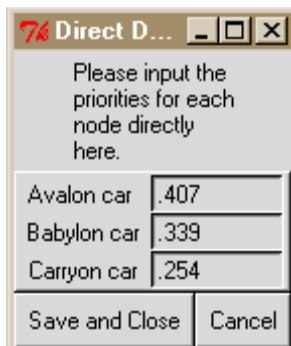 Direct D...
Please input the
priorities for each
node directly
here.
Avalon car .407
Babylon car .339
Carryon car .254
Save and Close Cancel